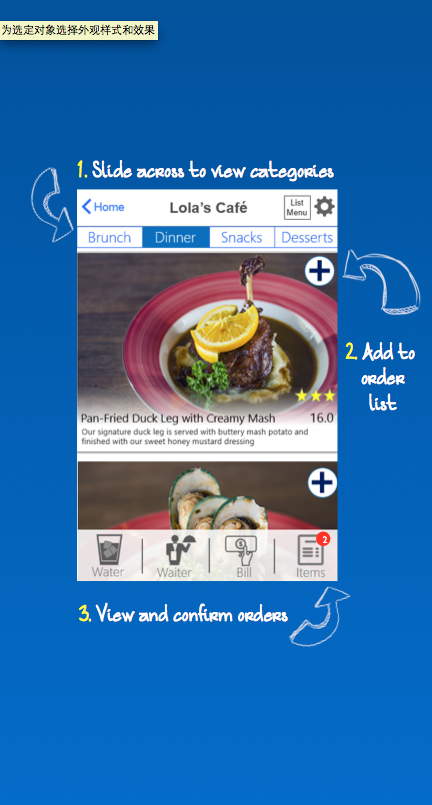 为选定对象选择外观样式和效果
1. Slide across to view categories
Home
Lola's Café
List
Menu
Brunch
Dinner
Snacks
Desserts
2. Add to
order
list
Pan-Fried Duck Leg with Creamy Mash
16.0
Our signature duck leg is served with buttery mash potato and
finished with our sweet honey mustard dressing
Water
Waiter
Bill
Items
2
3. View and confirm orders